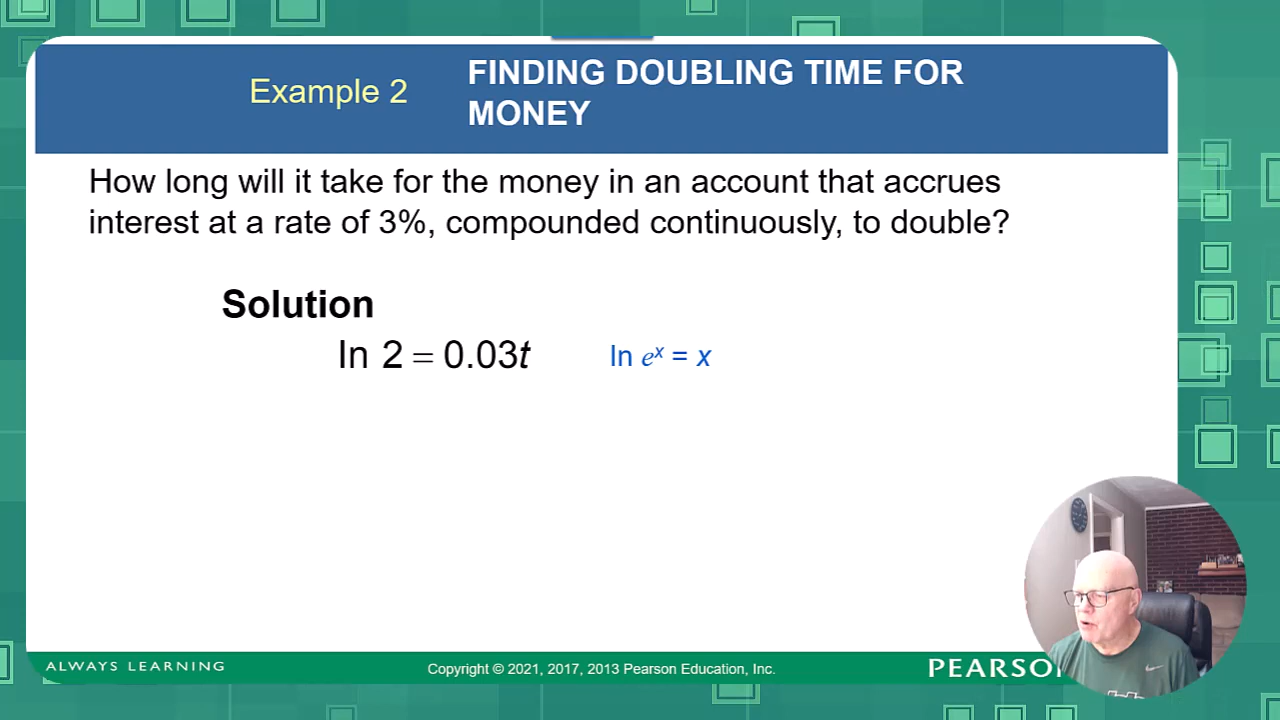 Example 2
FINDING DOUBLING TIME FOR
MONEY
How long will it take for the money in an account that accrues
interest at a rate of 3%, compounded continuously, to double?
Solution
ln 2 = 0.03t
ln eˣ = x
ALWAYS LEARNING
Copyright © 2021, 2017, 2013 Pearson Education, Inc.
PEARSON